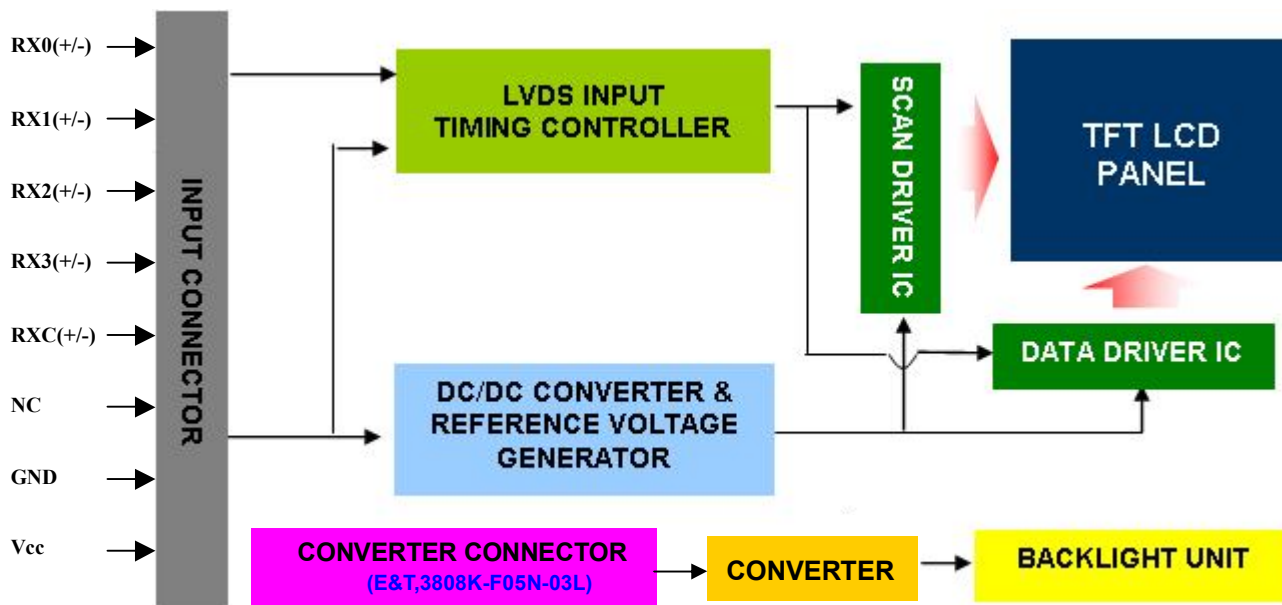 RX0(+/-)
RX1(+/-)
RX2(+/-)
RX3(+/-)
RXC(+/-)
NC
GND
Vcc
INPUT CONNECTOR
LVDS INPUT
TIMING CONTROLLER
SCAN DRIVER IC
TFT LCD
PANEL
DATA DRIVER IC
DC/DC CONVERTER &
REFERENCE VOLTAGE
GENERATOR
CONVERTER CONNECTOR
(E&T,3808K-F05N-03L)
CONVERTER
BACKLIGHT UNIT